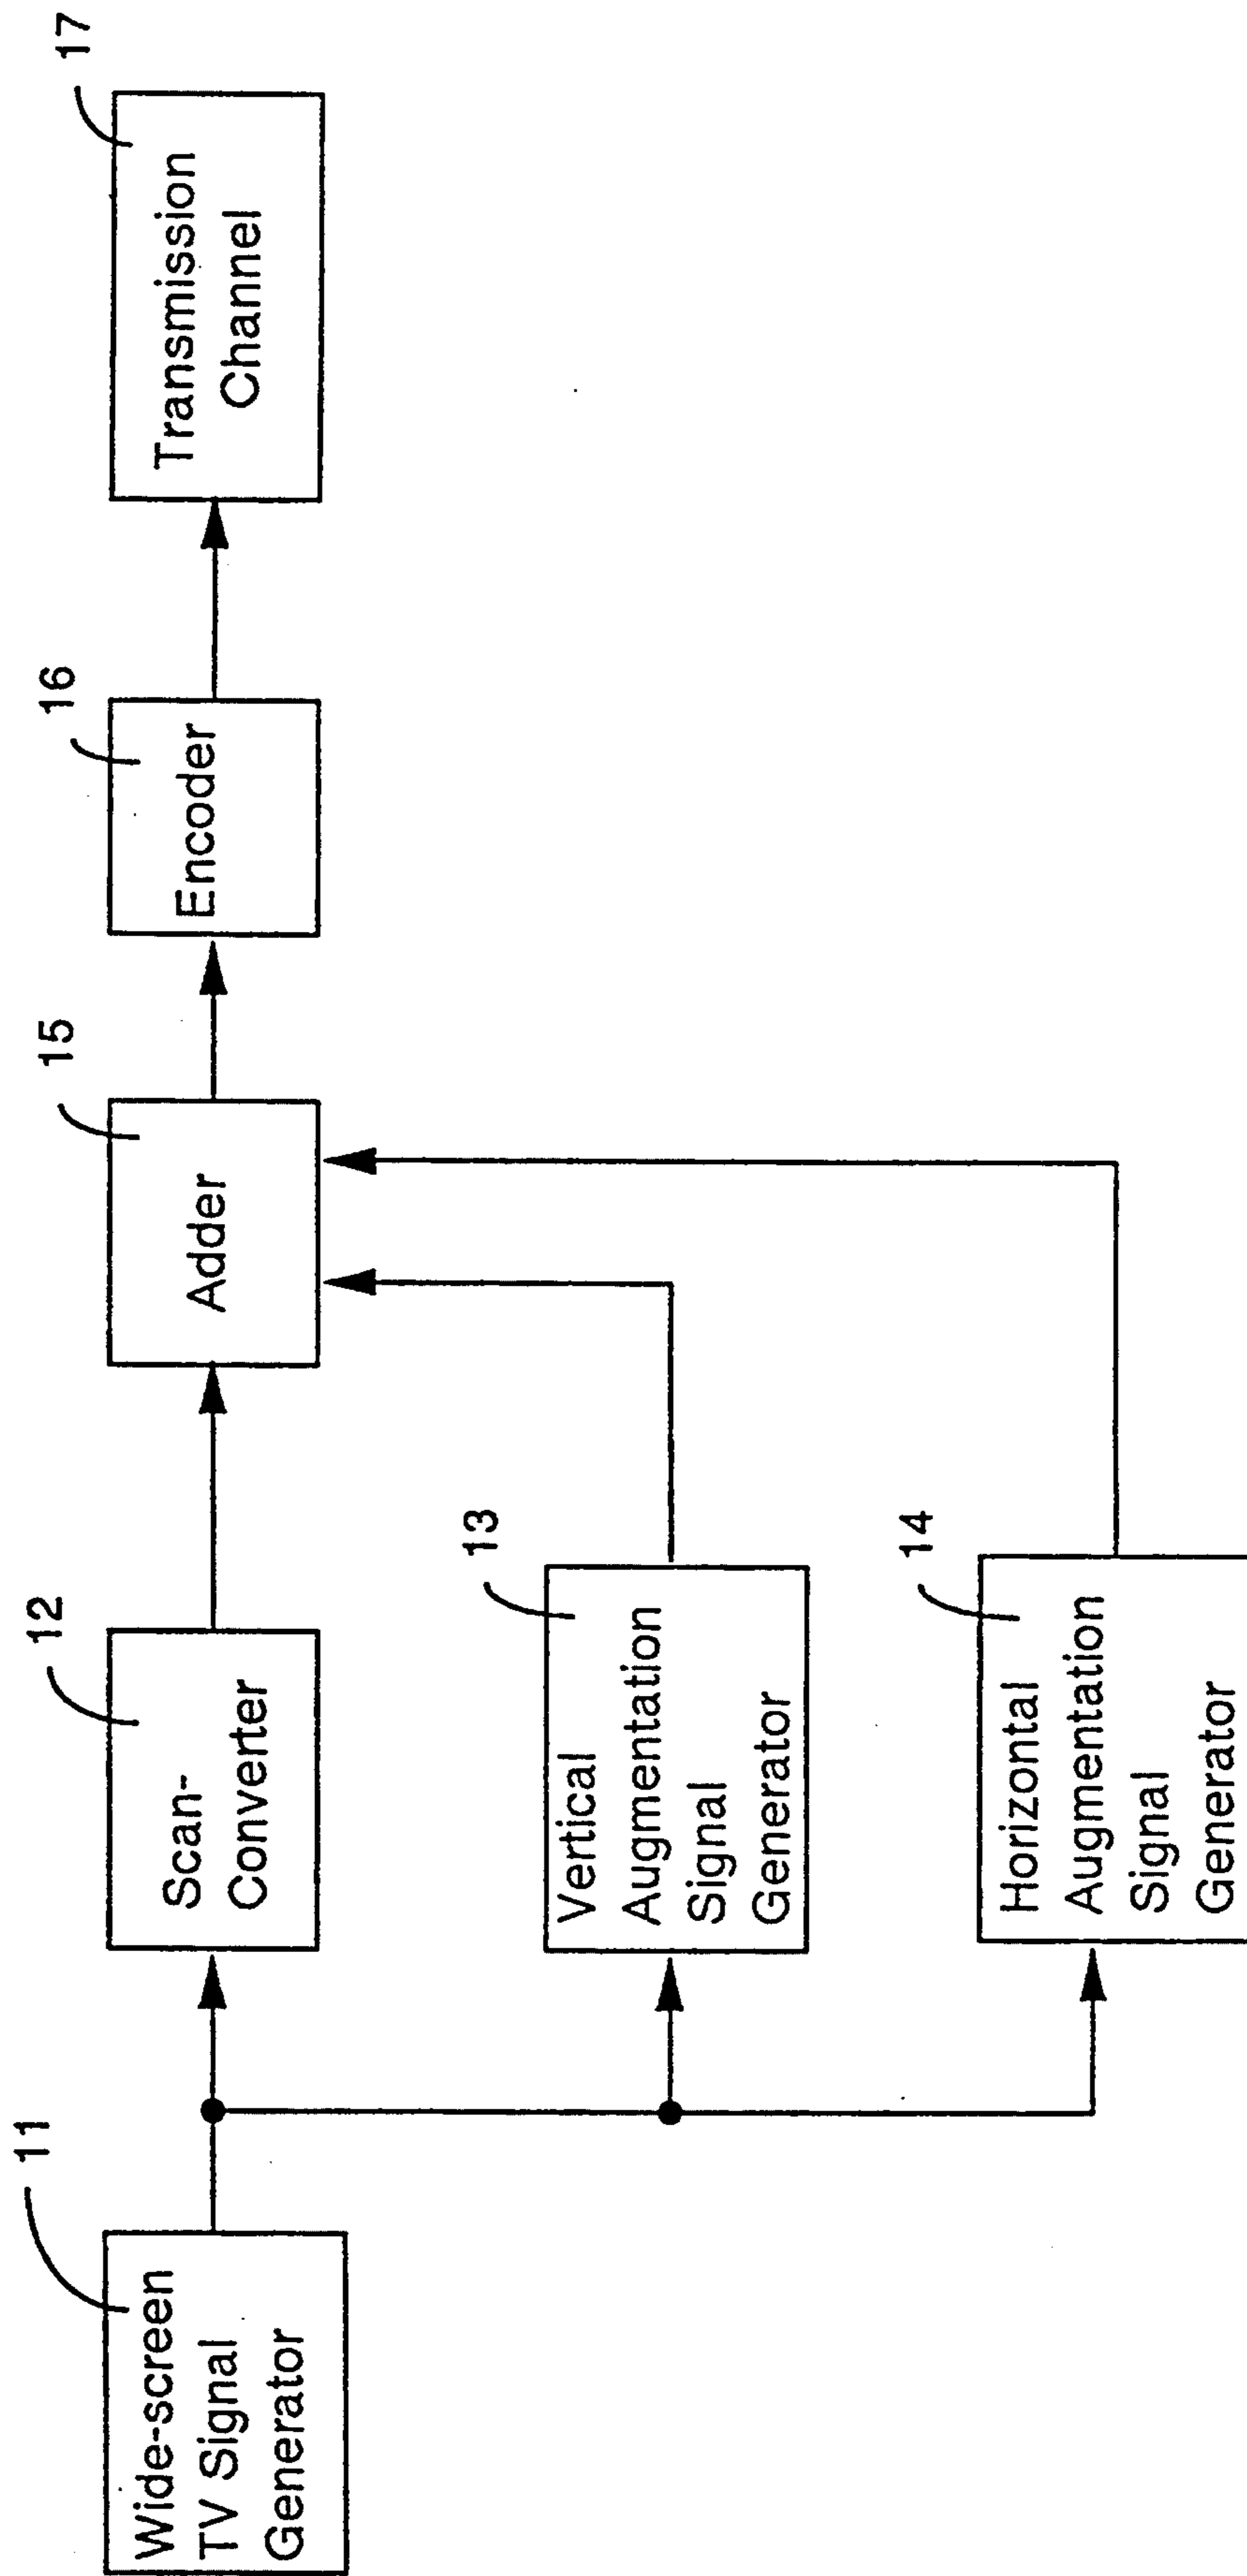 11
Wide-screen
TV Signal
Generator
12
Scan-
Converter
15
Adder
16
Encoder
17
Transmission
Channel
13
Vertical
Augmentation
Signal
Generator
14
Horizontal
Augmentation
Signal
Generator